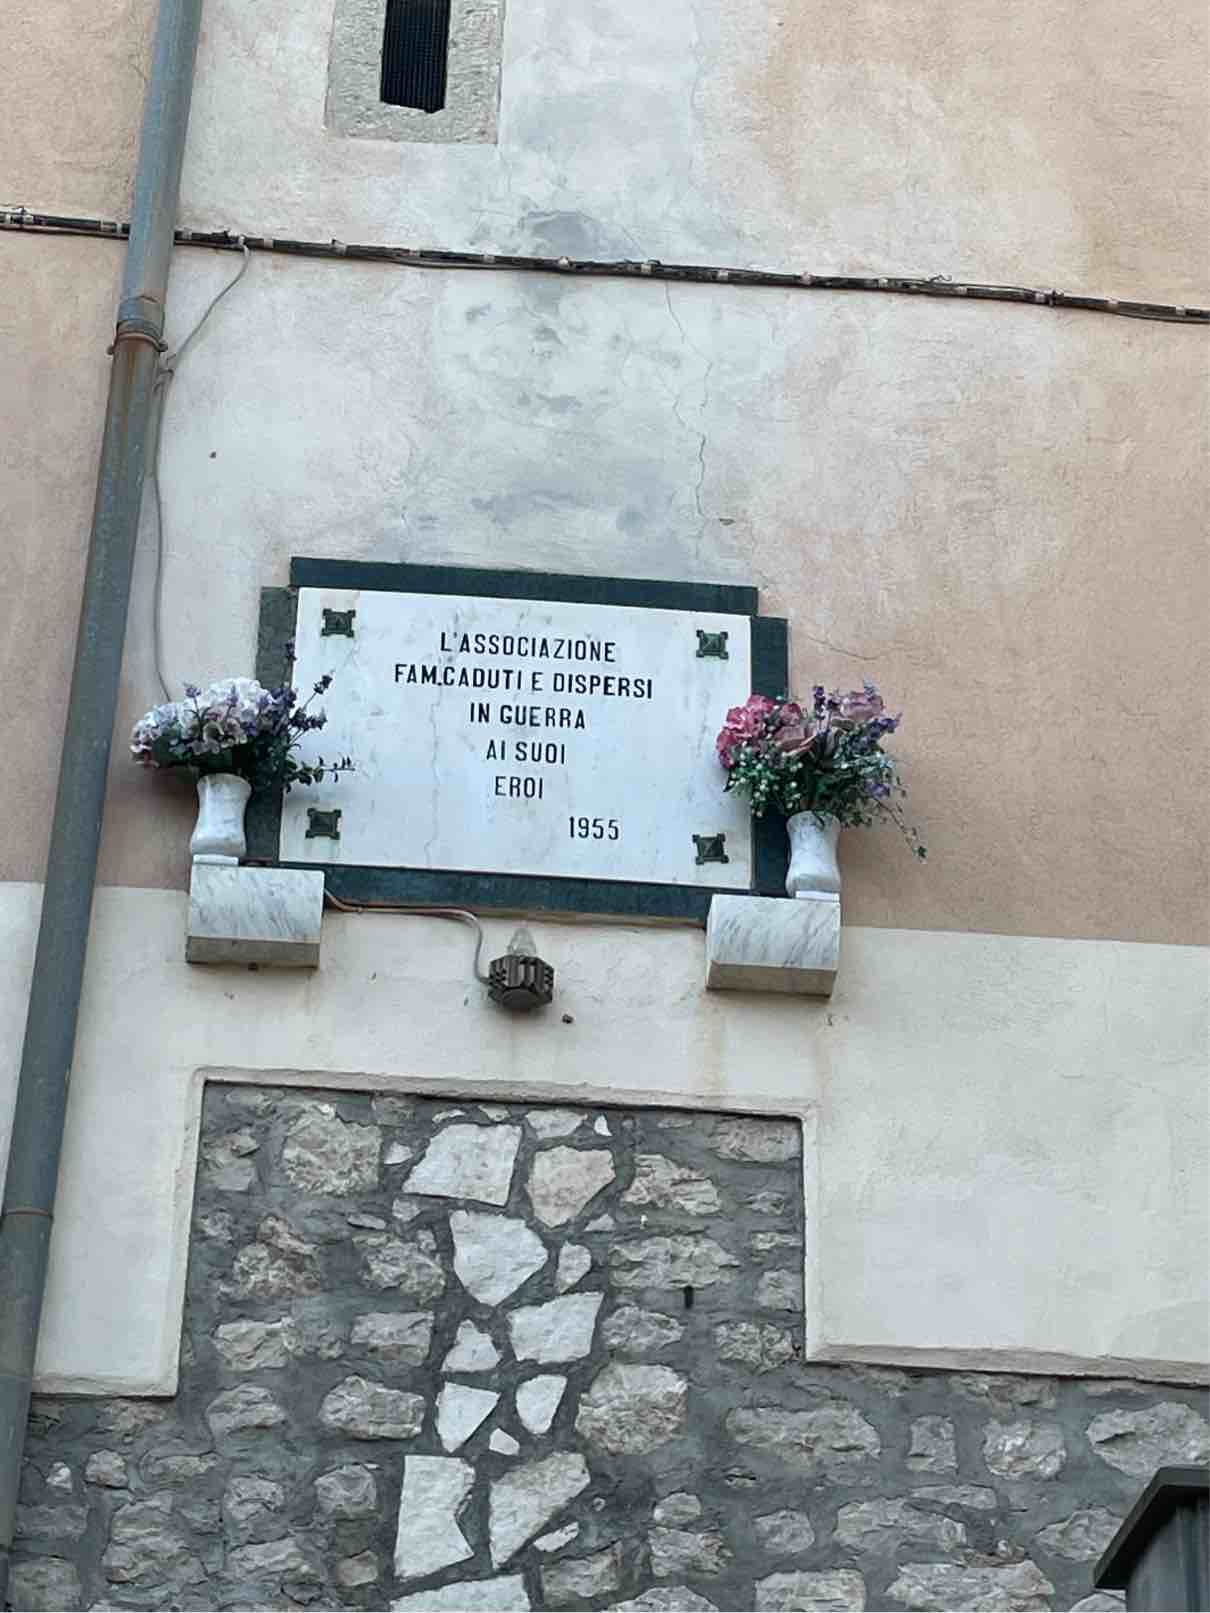 L'ASSOCIAZIONE
FAM.CADUTI E DISPERSI
IN GUERRA
AI SUOI
EROI
1955